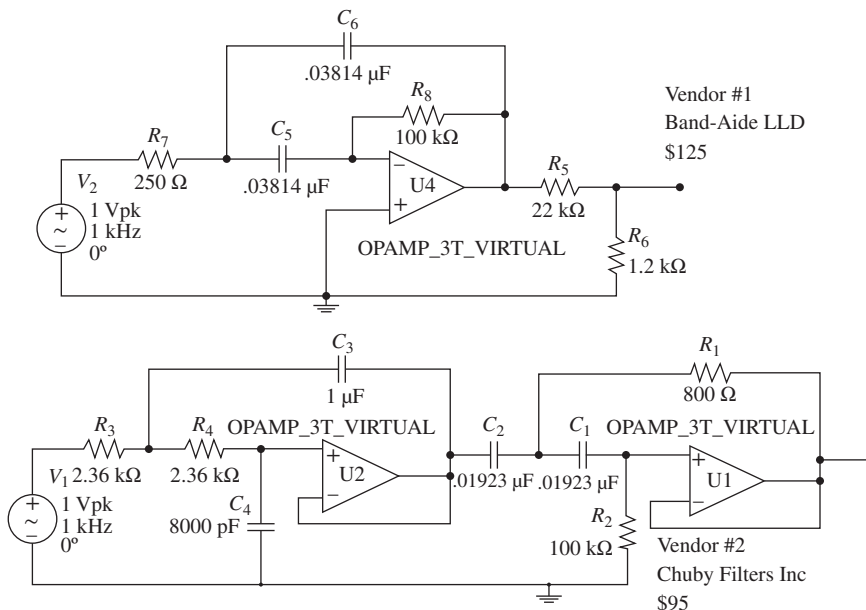 C6
.03814 µF
R8
100 kΩ
R7
250 Ω
C5
.03814 µF
V2
1 Vpk
1 kHz
0º
U4
OPAMP_3T_VIRTUAL
R5
22 kΩ
R6
1.2 kΩ
Vendor #1
Band-Aide LLD
$125
C3
1 µF
R1
800 Ω
R3
2.36 kΩ
R4
2.36 kΩ
OPAMP_3T_VIRTUAL
U2
C2
.01923 µF
C1
.01923 µF
OPAMP_3T_VIRTUAL
U1
V1
1 Vpk
1 kHz
0º
C4
8000 pF
R2
100 kΩ
Vendor #2
Chuby Filters Inc
$95